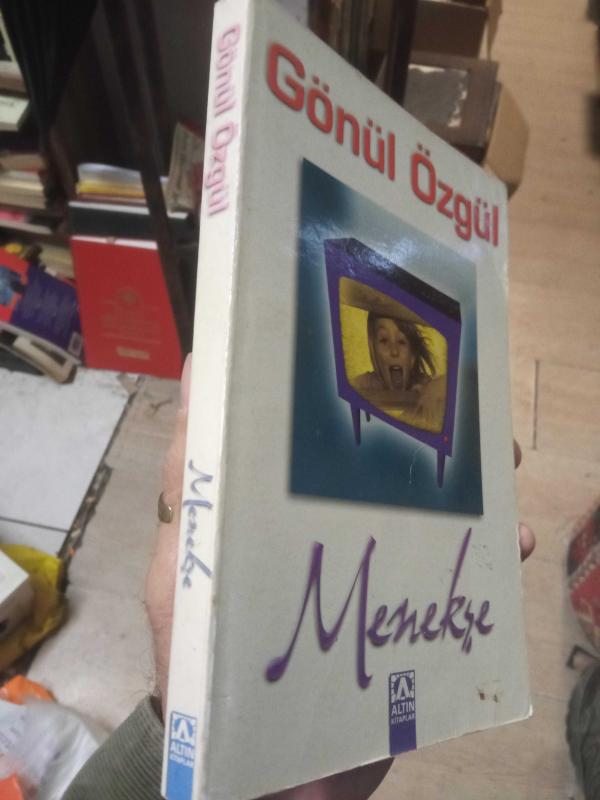 Gönül Özgül
Menekşe
ALTIN
KİTAPLAR
Gönül Özgül
Menekşe
ALTIN
KİTAPLAR